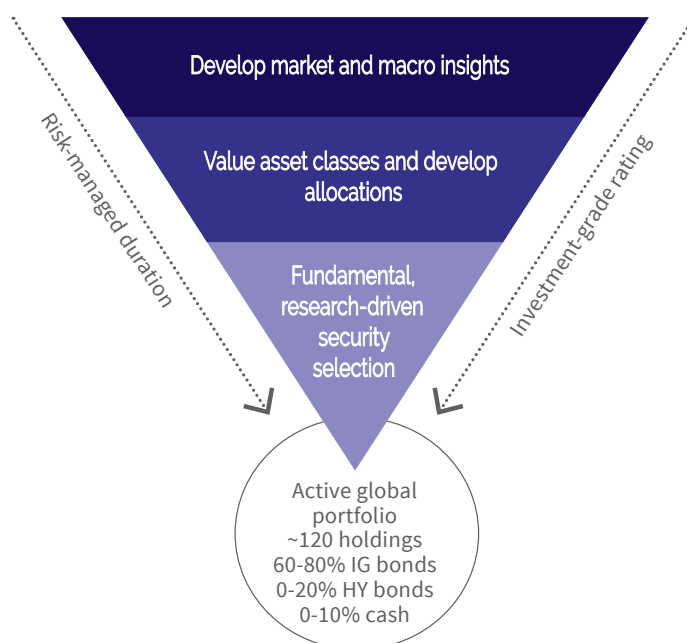 Develop market and macro insights
Risk-managed duration
Investment-grade rating
Value asset classes and develop
allocations
Fundamental,
research-driven
security
selection
Active global
portfolio
~120 holdings
60-80% IG bonds
0-20% HY bonds
0-10% cash